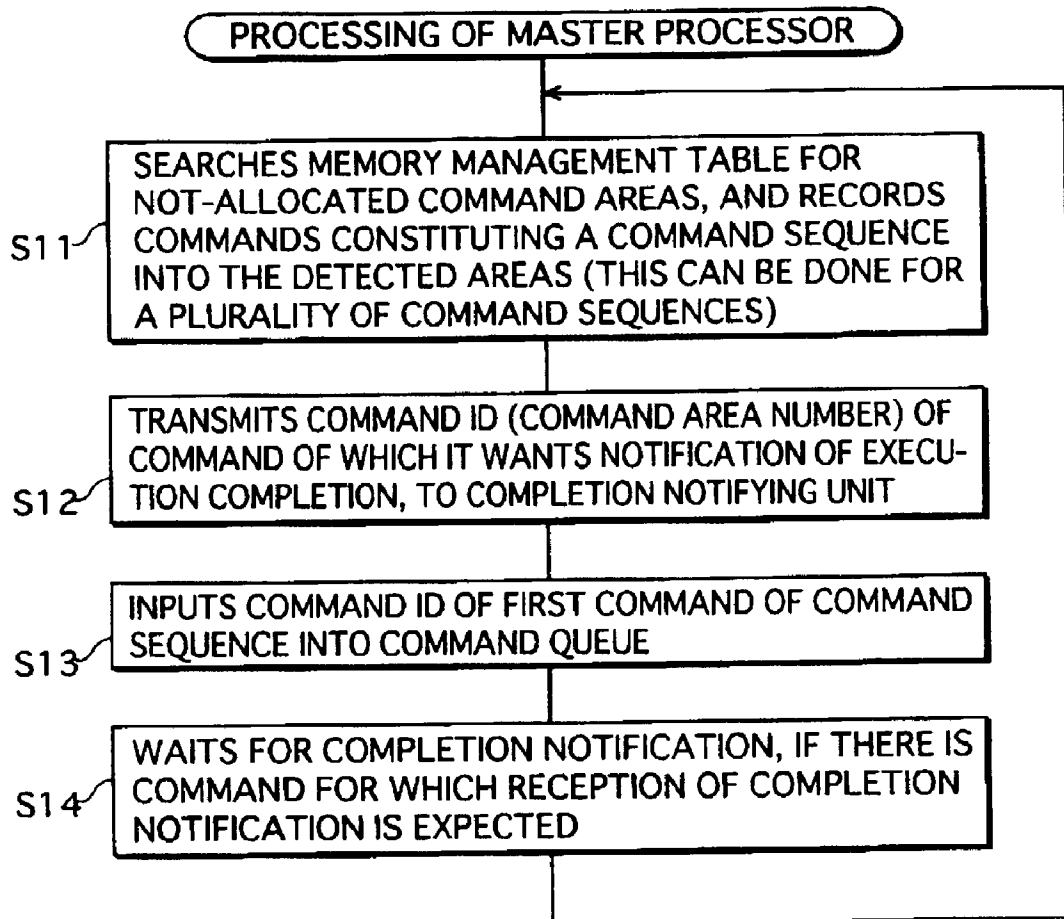 PROCESSING OF MASTER PROCESSOR
SEARCHES MEMORY MANAGEMENT TABLE FOR
NOT-ALLOCATED COMMAND AREAS, AND RECORDS
COMMANDS CONSTITUTING A COMMAND SEQUENCE
INTO THE DETECTED AREAS (THIS CAN BE DONE FOR
A PLURALITY OF COMMAND SEQUENCES)
S11
TRANSMITS COMMAND ID (COMMAND AREA NUMBER) OF
COMMAND OF WHICH IT WANTS NOTIFICATION OF EXECU-
TION COMPLETION, TO COMPLETION NOTIFYING UNIT
S12
INPUTS COMMAND ID OF FIRST COMMAND OF COMMAND
SEQUENCE INTO COMMAND QUEUE
S13
WAITS FOR COMPLETION NOTIFICATION, IF THERE IS
COMMAND FOR WHICH RECEPTION OF COMPLETION
NOTIFICATION IS EXPECTED
S14